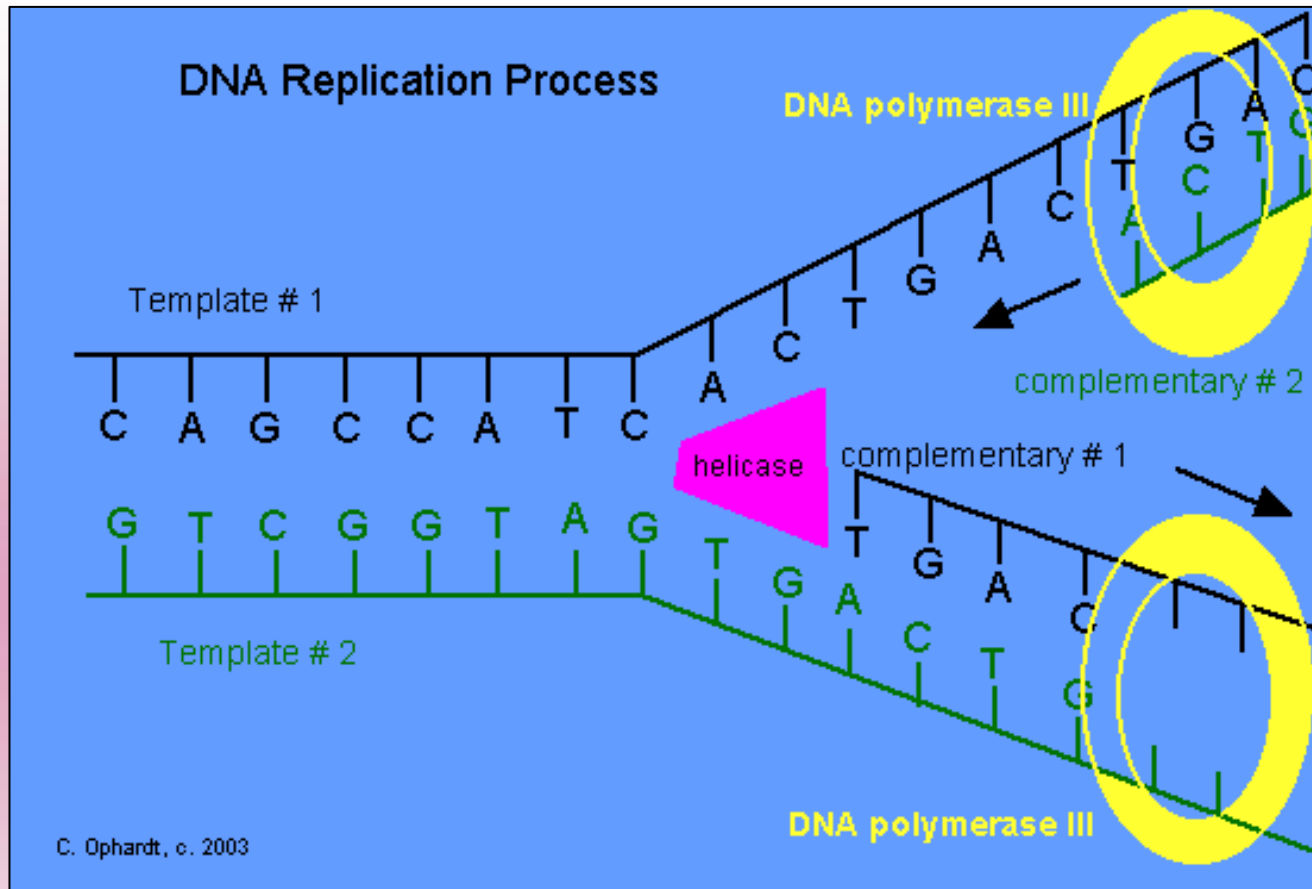 DNA Replication Process
DNA polymerase III
C
A
G
T
C
A
G
T
C
A
G
T
C
A
Template # 1
complementary # 2
C A G C C A T C
helicase
complementary # 1
G T C G G T A G T G A C T G
T G A C
Template # 2
DNA polymerase III
C. Ophardt, c. 2003